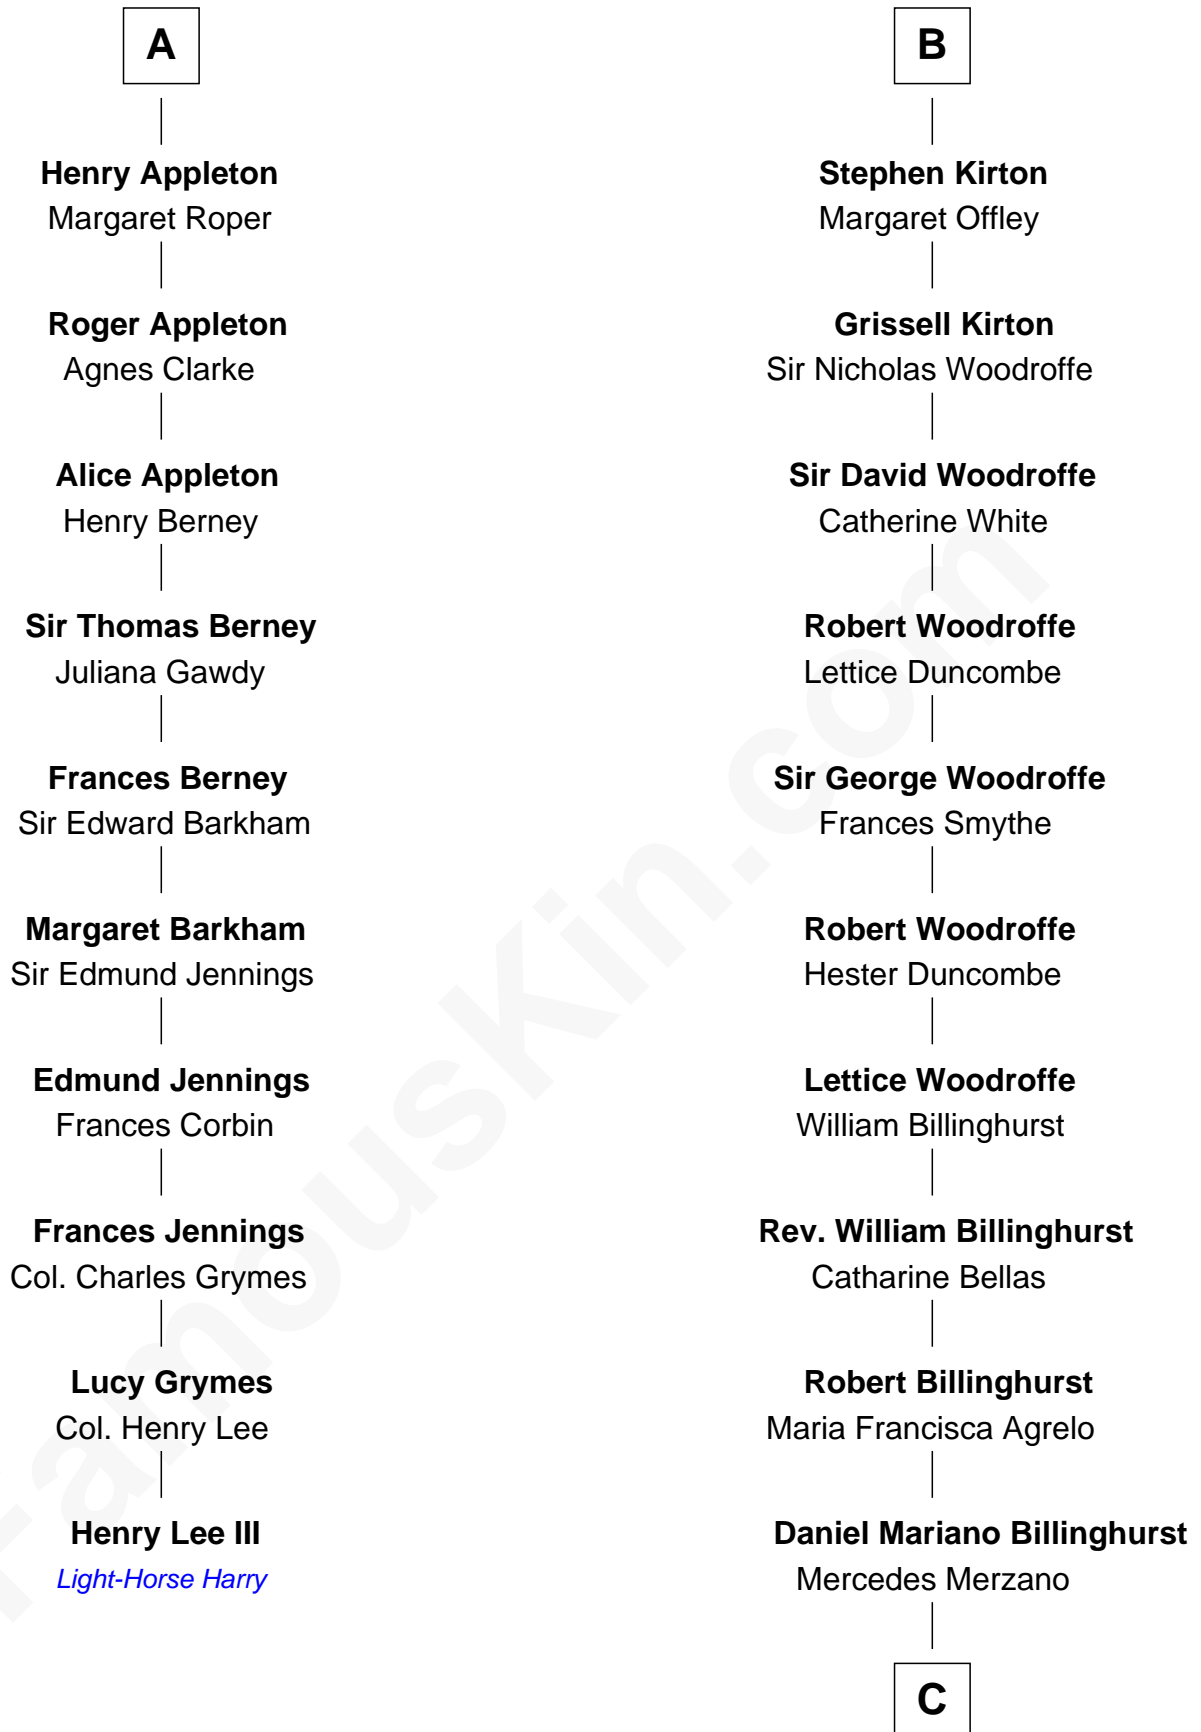 A
Henry Appleton
Margaret Roper
Roger Appleton
Agnes Clarke
Alice Appleton
Henry Berney
Sir Thomas Berney
Juliana Gawdy
Frances Berney
Sir Edward Barkham
Margaret Barkham
Sir Edmund Jennings
Edmund Jennings
Frances Corbin
Frances Jennings
Col. Charles Grymes
Lucy Grymes
Col. Henry Lee
Henry Lee III
Light-Horse Harry
B
Stephen Kirton
Margaret Offley
Grissell Kirton
Sir Nicholas Woodroffe
Sir David Woodroffe
Catherine White
Robert Woodroffe
Lettice Duncombe
Sir George Woodroffe
Frances Smythe
Robert Woodroffe
Hester Duncombe
Lettice Woodroffe
William Billinghurst
Rev. William Billinghurst
Catharine Bellas
Robert Billinghurst
Maria Francisca Agrelo
Daniel Mariano Billinghurst
Mercedes Merzano
C
FamousKin.com